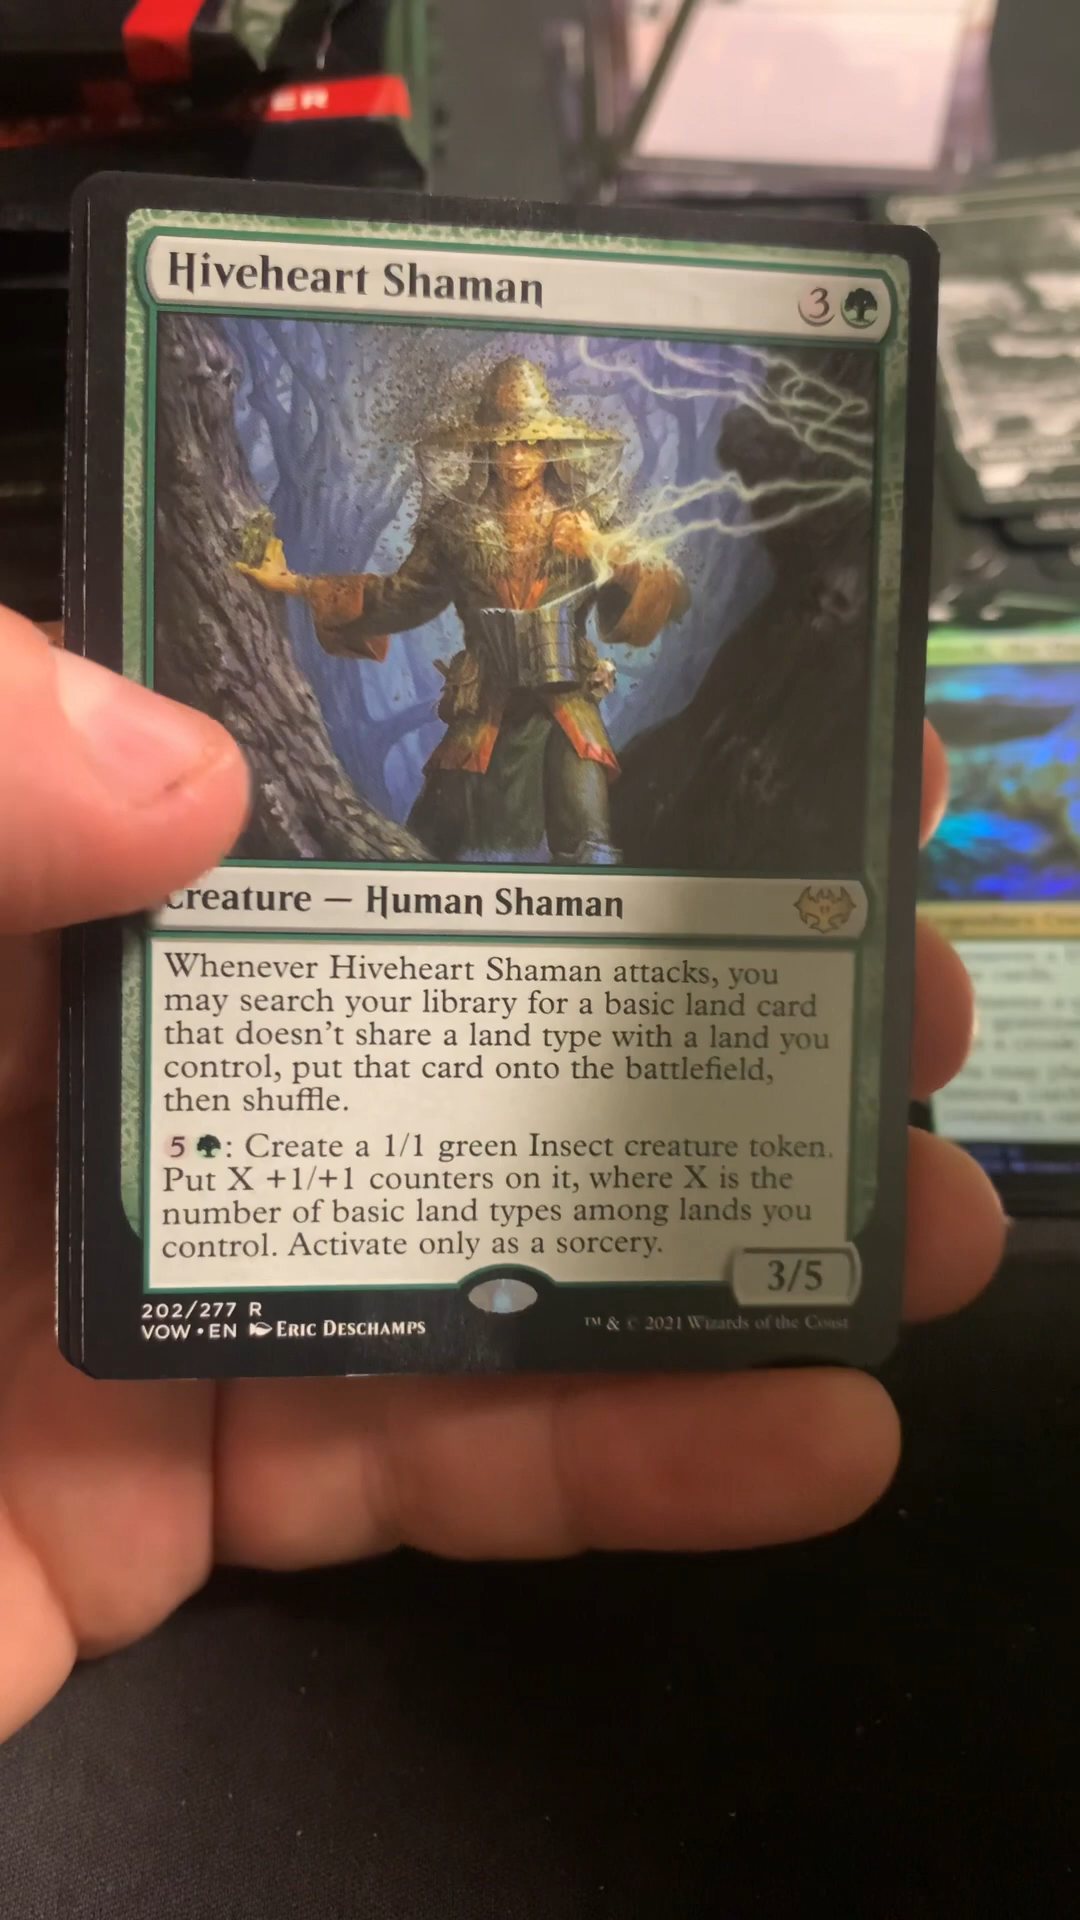 ER
Hiveheart Shaman
3
Creature — Human Shaman
Whenever Hiveheart Shaman attacks, you
may search your library for a basic land card
that doesn't share a land type with a land you
control, put that card onto the battlefield,
then shuffle.
5 : Create a 1/1 green Insect creature token.
Put X +1/+1 counters on it, where X is the
number of basic land types among lands you
control. Activate only as a sorcery.
3/5
202/277 R
VOW • EN ERIC DESCHAMPS
™ & © 2021 Wizards of the Coast